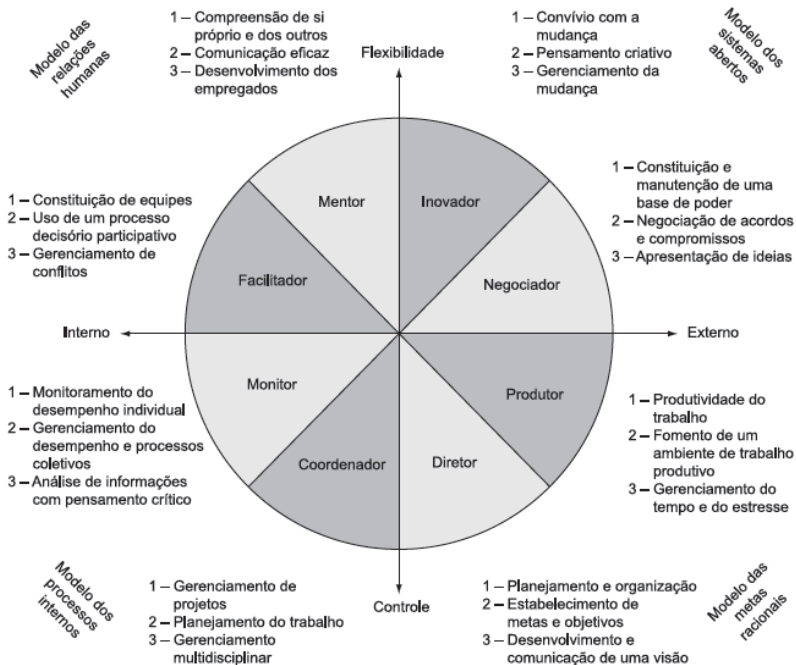 Modelo das
relações
humanas
1 – Compreensão de si
próprio e dos outros
2 – Comunicação eficaz
3 – Desenvolvimento dos
empregados
Flexibilidade
1 – Convívio com a
mudança
2 – Pensamento criativo
3 – Gerenciamento da
mudança
Modelo dos
sistemas
abertos
1 – Constituição de equipes
2 – Uso de um processo
decisório participativo
3 – Gerenciamento de
conflitos
Mentor
Inovador
Facilitador
Negociador
1 – Constituição e
manutenção de uma
base de poder
2 – Negociação de acordos
e compromissos
3 – Apresentação de ideias
Interno
Externo
1 – Monitoramento do
desempenho individual
2 – Gerenciamento do
desempenho e processos
coletivos
3 – Análise de informações
com pensamento crítico
Monitor
Produtor
Coordenador
Diretor
1 – Produtividade do
trabalho
2 – Fomento de um
ambiente de trabalho
produtivo
3 – Gerenciamento do
tempo e do estresse
Modelo dos
processos
internos
1 – Gerenciamento de
projetos
2 – Planejamento do trabalho
3 – Gerenciamento
multidisciplinar
Controle
1 – Planejamento e organização
2 – Estabelecimento de
metas e objetivos
3 – Desenvolvimento e
comunicação de uma visão
Modelo das
metas
racionais